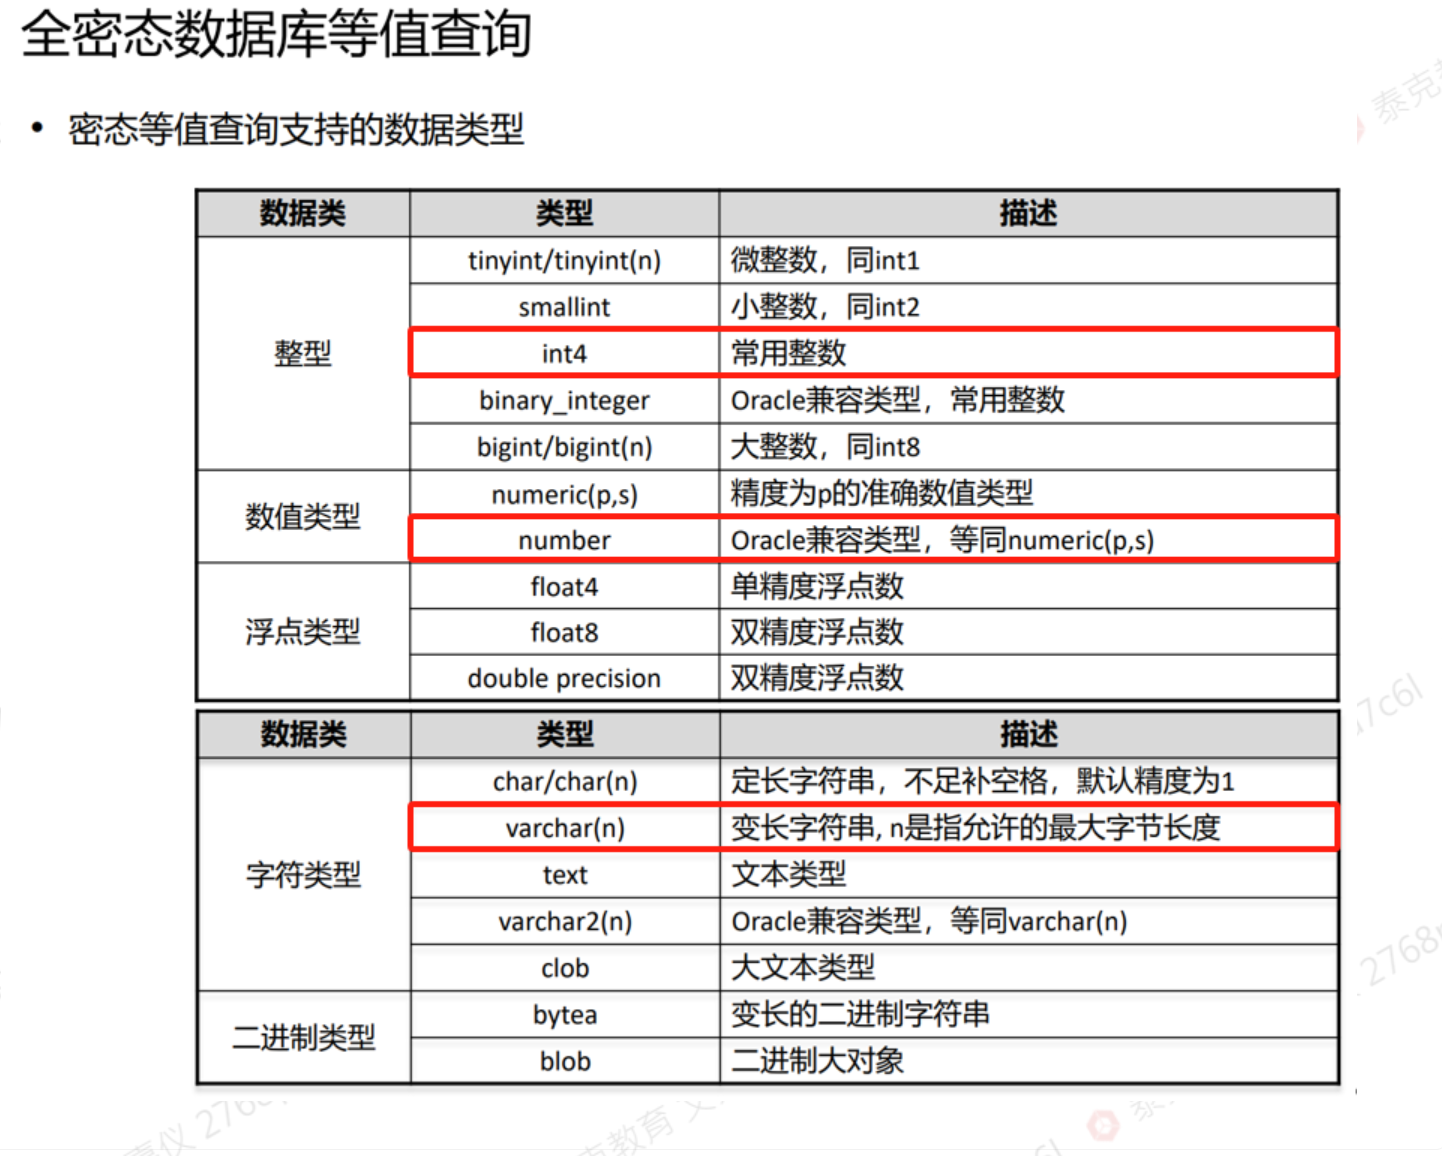 全密态数据库等值查询
• 密态等值查询支持的数据类型
泰克
数据类 类型 描述
整型
tinyint/tinyint(n) 微整数，同int1
smallint 小整数，同int2
int4 常用整数
binary_integer Oracle兼容类型，常用整数
bigint/bigint(n) 大整数，同int8
数值类型
numeric(p,s) 精度为p的准确数值类型
number Oracle兼容类型，等同numeric(p,s)
浮点类型
float4 单精度浮点数
float8 双精度浮点数
double precision 双精度浮点数
数据类 类型 描述
字符类型
char/char(n) 定长字符串，不足补空格，默认精度为1
varchar(n) 变长字符串, n是指允许的最大字节长度
text 文本类型
varchar2(n) Oracle兼容类型，等同varchar(n)
clob 大文本类型
二进制类型
bytea 变长的二进制字符串
blob 二进制大对象
7c6l
2768
克教育